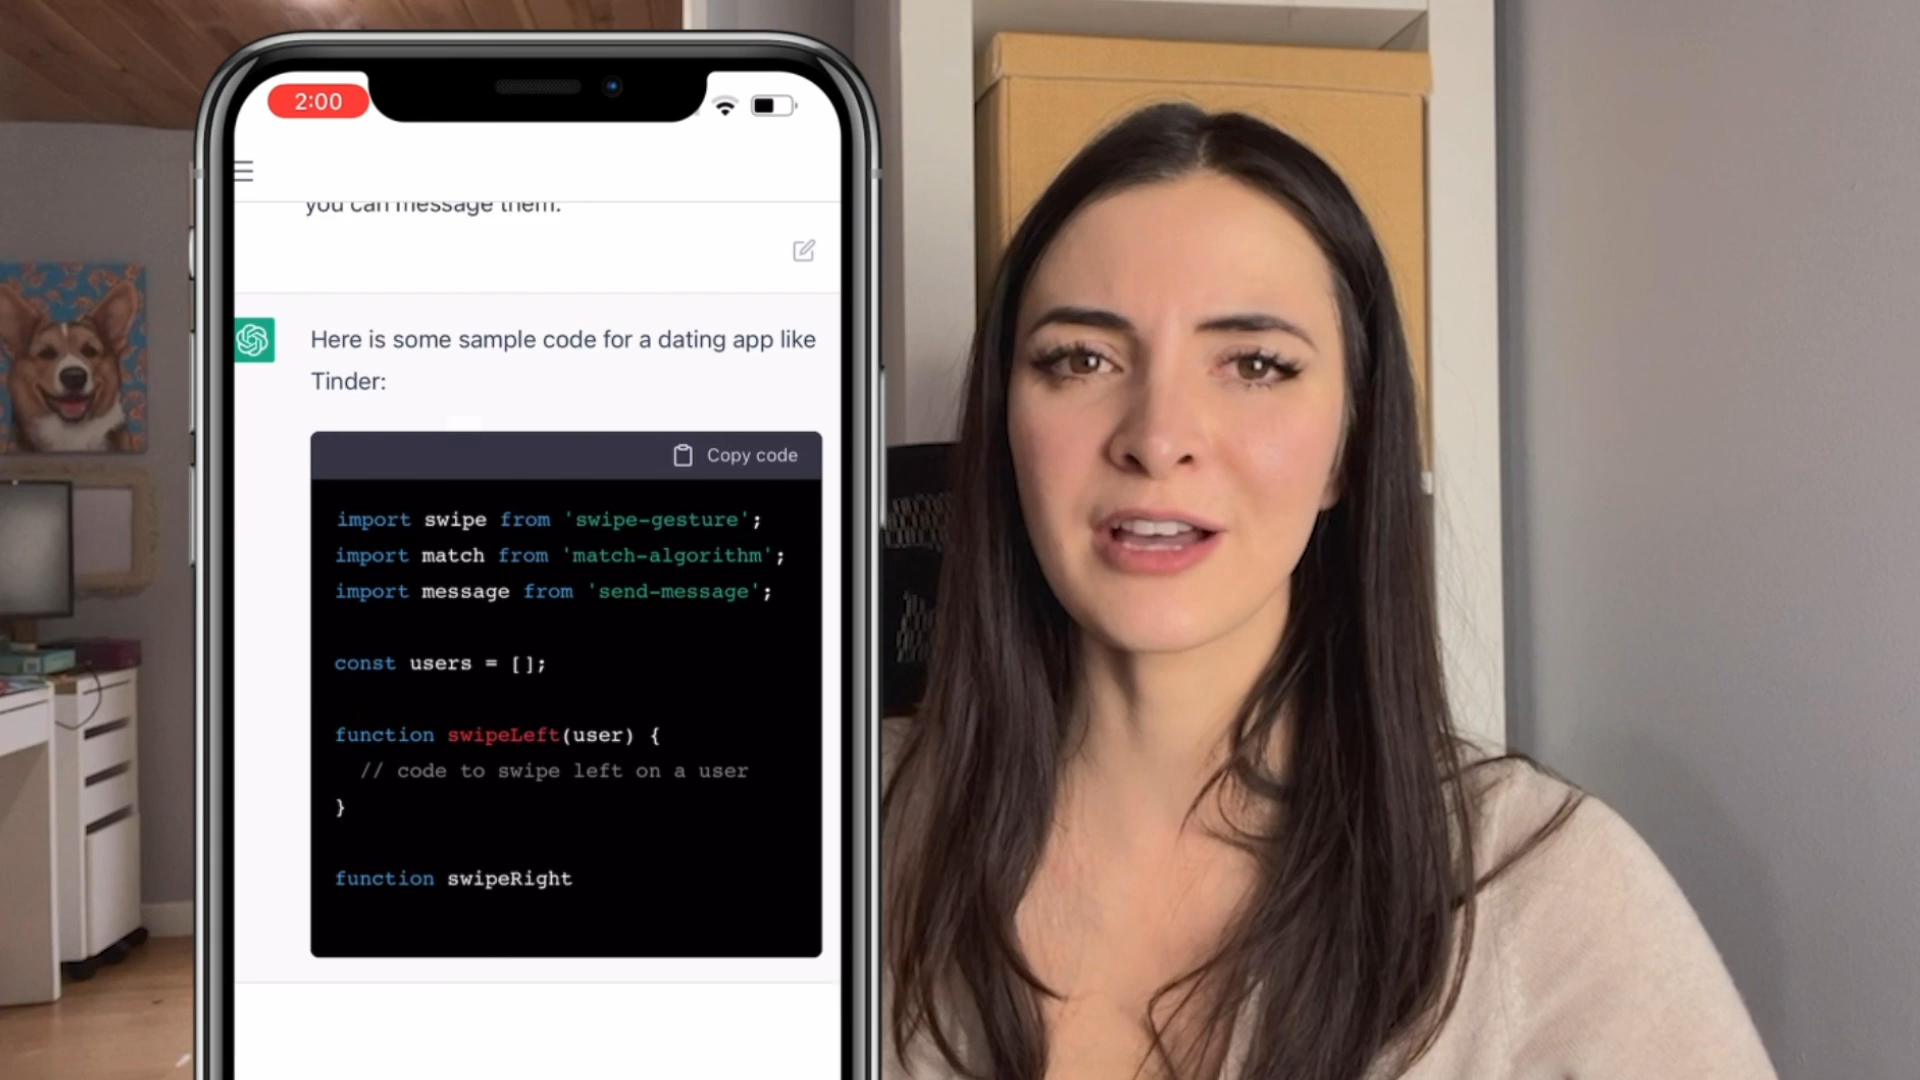 2:00
you can message them.
Here is some sample code for a dating app like
Tinder:
Copy code
import swipe from 'swipe-gesture';
import match from 'match-algorithm';
import message from 'send-message';
const users = [];
function swipeLeft(user) {
// code to swipe left on a user
}
function swipeRight